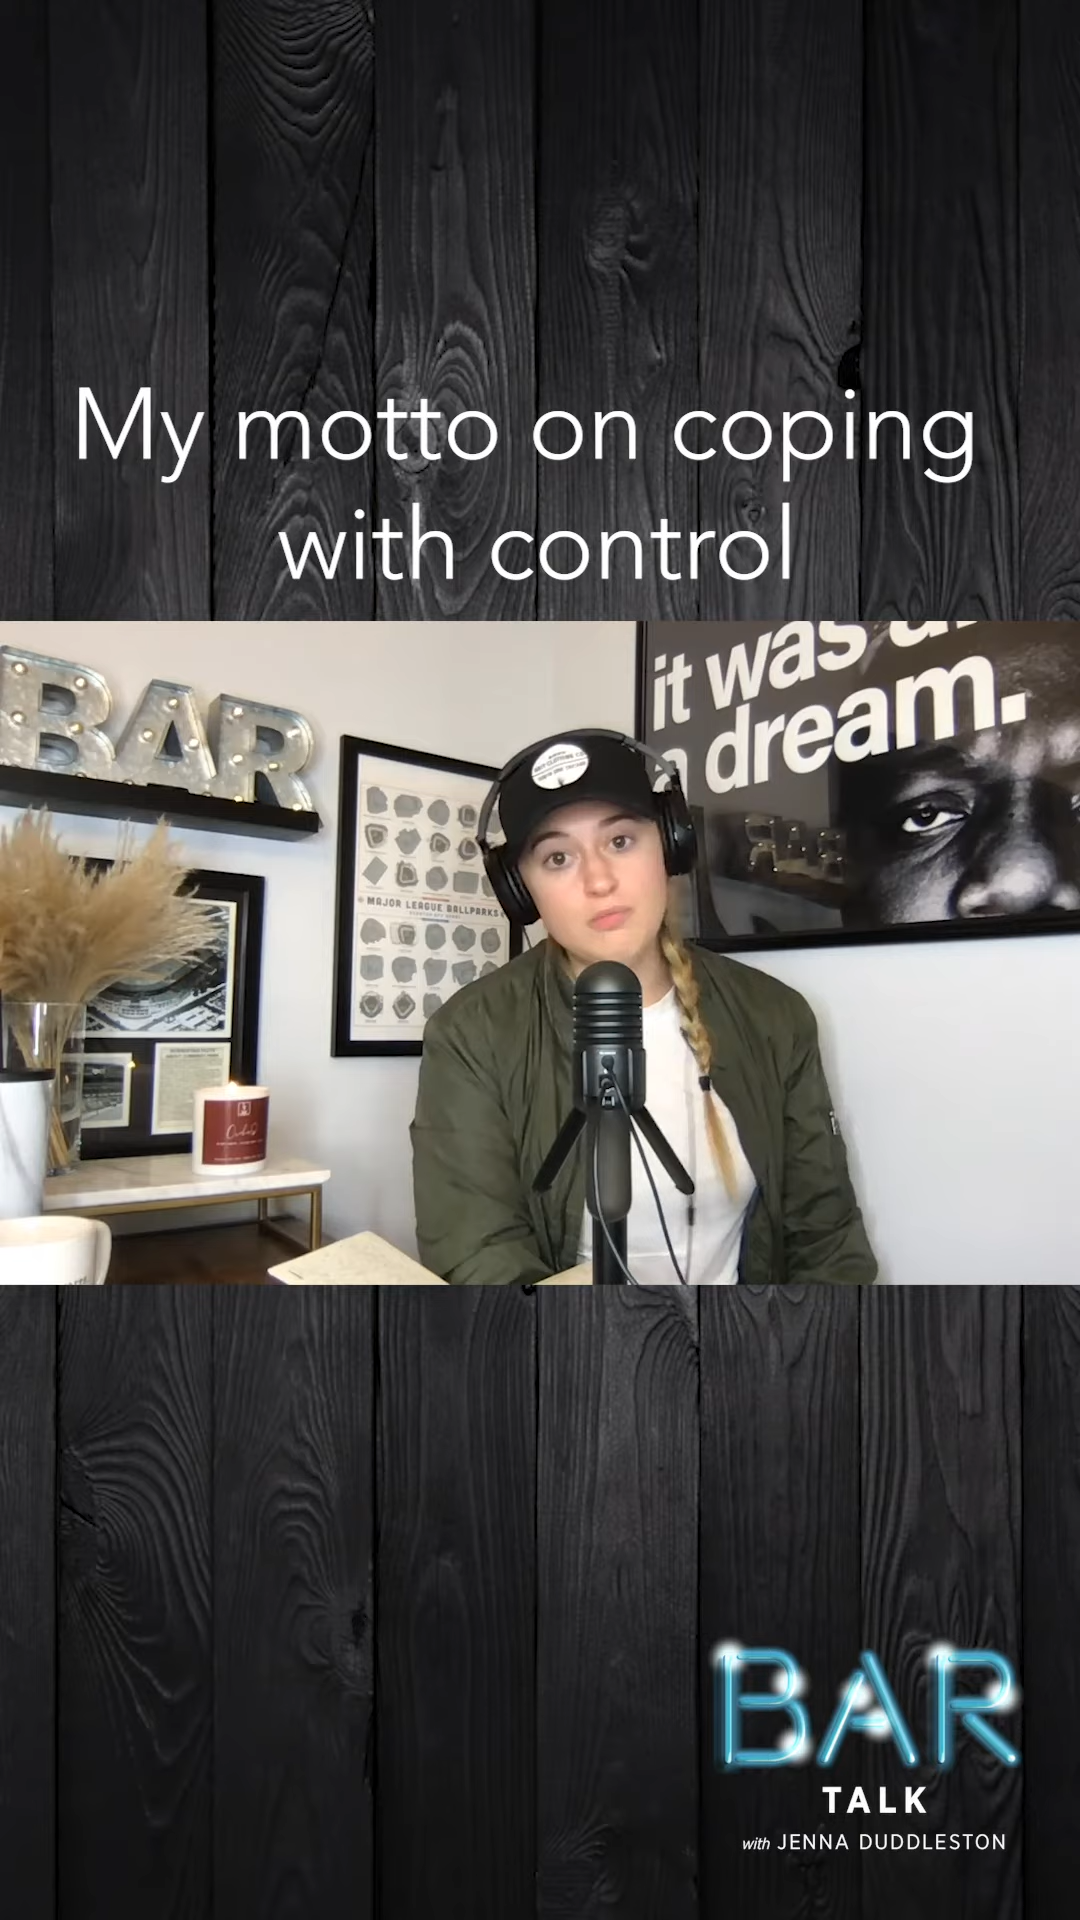 My motto on coping
with control
it was
a dream.
BAR
MAJOR LEAGUE BALLPARKS
BAR
TALK
with JENNA DUDDLESTON